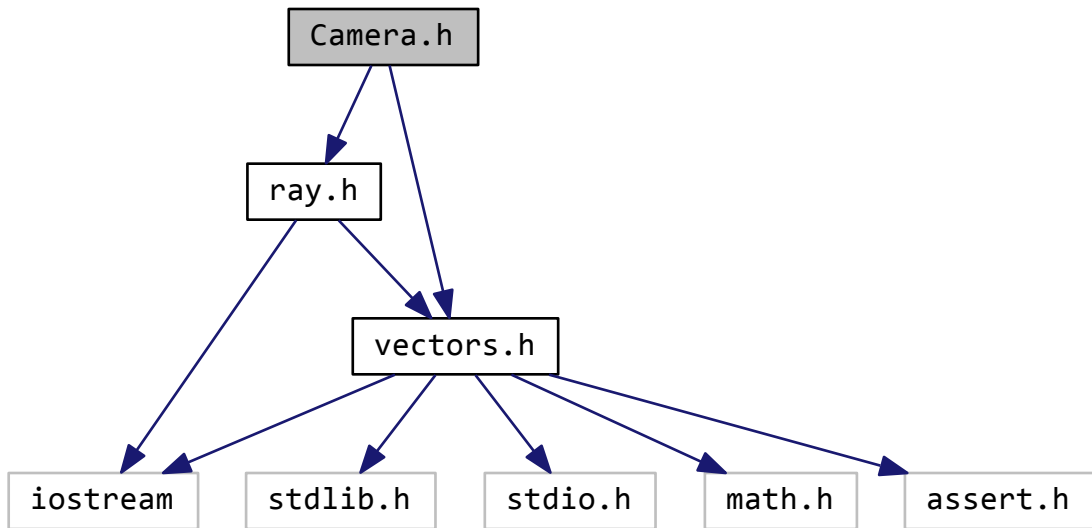 Camera.h
ray.h
vectors.h
iostream
stdlib.h
stdio.h
math.h
assert.h